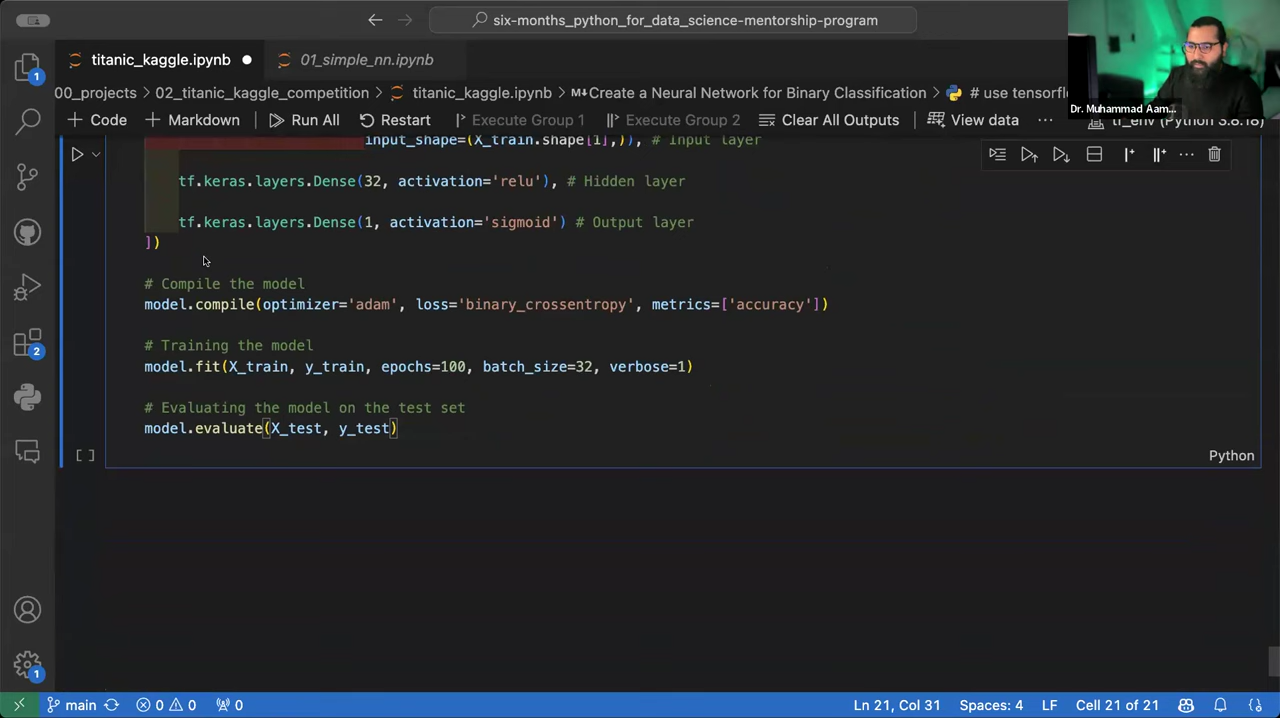 six-months_python_for_data_science-mentorship-program
titanic_kaggle.ipynb
01_simple_nn.ipynb
00_projects > 02_titanic_kaggle_competition > titanic_kaggle.ipynb > M↓Create a Neural Network for Binary Classification > # use tensorfl
Dr. Muhammad Aam...
+ Code + Markdown Run All Restart Execute Group 1 Execute Group 2 Clear All Outputs View data ... tf_env (Python 3.8.18)
input_shape=(X_train.shape[1],)), # Input layer
tf.keras.layers.Dense(32, activation='relu'), # Hidden layer
tf.keras.layers.Dense(1, activation='sigmoid') # Output layer
])
# Compile the model
model.compile(optimizer='adam', loss='binary_crossentropy', metrics=['accuracy'])
# Training the model
model.fit(X_train, y_train, epochs=100, batch_size=32, verbose=1)
# Evaluating the model on the test set
model.evaluate(X_test, y_test)
[ ]
Python
1
2
1
main 0 0 0 Ln 21, Col 31 Spaces: 4 LF Cell 21 of 21